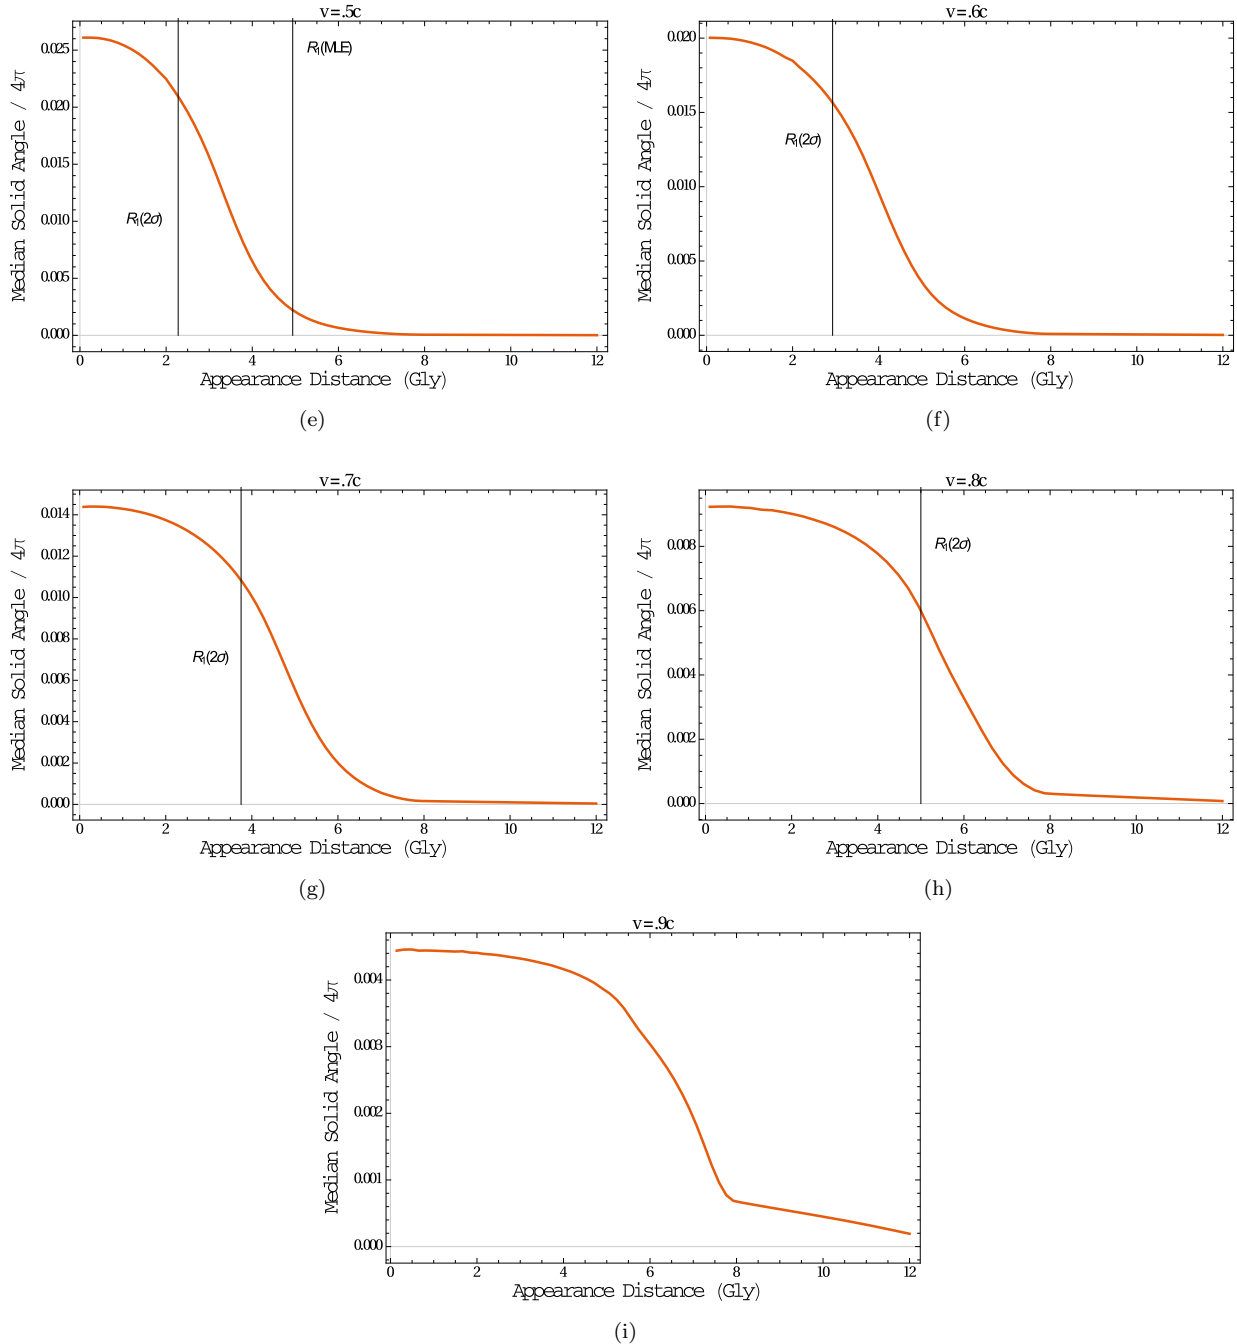 v=.5c
Median Solid Angle / 4π
0.025
0.020
0.015
0.010
0.005
0.000
R₁(2σ)
R₁(MLE)
0 2 4 6 8 10 12
Appearance Distance (Gly)
(e)
v=.6c
Median Solid Angle / 4π
0.020
0.015
0.010
0.005
0.000
R₁(2σ)
0 2 4 6 8 10 12
Appearance Distance (Gly)
(f)
v=.7c
Median Solid Angle / 4π
0.014
0.012
0.010
0.008
0.006
0.004
0.002
0.000
R₁(2σ)
0 2 4 6 8 10 12
Appearance Distance (Gly)
(g)
v=.8c
Median Solid Angle / 4π
0.008
0.006
0.004
0.002
0.000
R₁(2σ)
0 2 4 6 8 10 12
Appearance Distance (Gly)
(h)
v=.9c
Median Solid Angle / 4π
0.004
0.003
0.002
0.001
0.000
0 2 4 6 8 10 12
Appearance Distance (Gly)
(i)